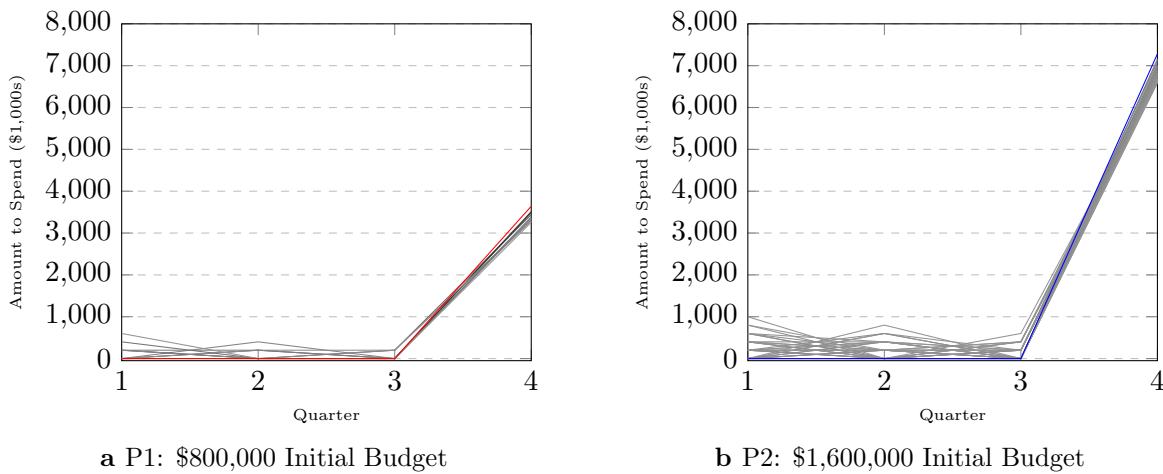 8,000
7,000
6,000
5,000
4,000
3,000
2,000
1,000
0
1 2 3 4
Amount to Spend ($1,000s)
Quarter
a P1: $800,000 Initial Budget
8,000
7,000
6,000
5,000
4,000
3,000
2,000
1,000
0
1 2 3 4
Amount to Spend ($1,000s)
Quarter
b P2: $1,600,000 Initial Budget